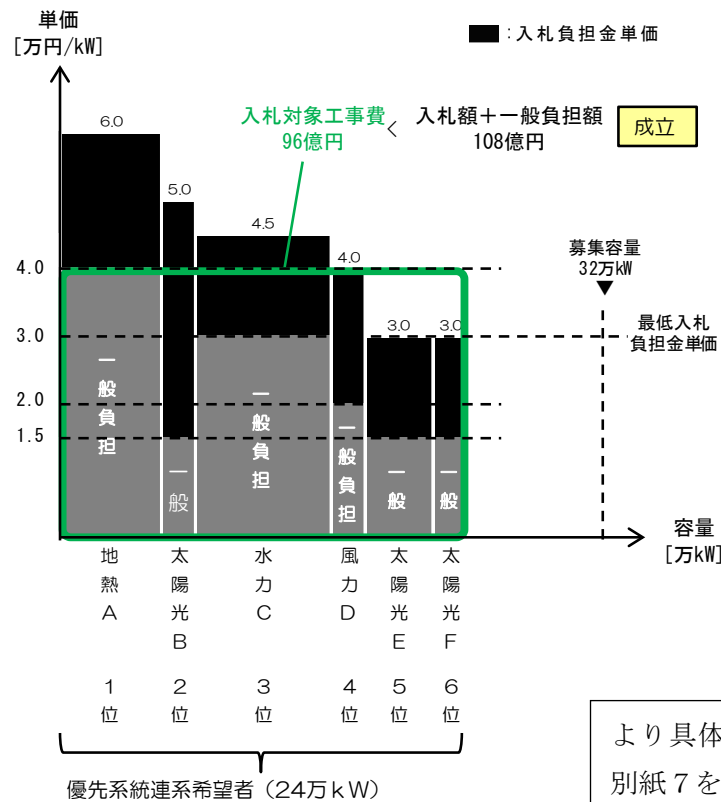 単価
[万円/kW]
■:入札負担金単価
入札対象工事費
96億円
<
入札額＋一般負担額
108億円
成立
6.0
5.0
4.5
4.0
3.0
3.0
4.0
3.0
2.0
1.5
募集容量
32万kW
▼
最低入札
負担金単価
一般負担
一般
一般負担
一般負担
一般
一般
容量
[万kW]
地熱A
太陽光B
水力C
風力D
太陽光E
太陽光F
1位
2位
3位
4位
5位
6位
優先系統連系希望者（24万kW）
より具体
別紙７を